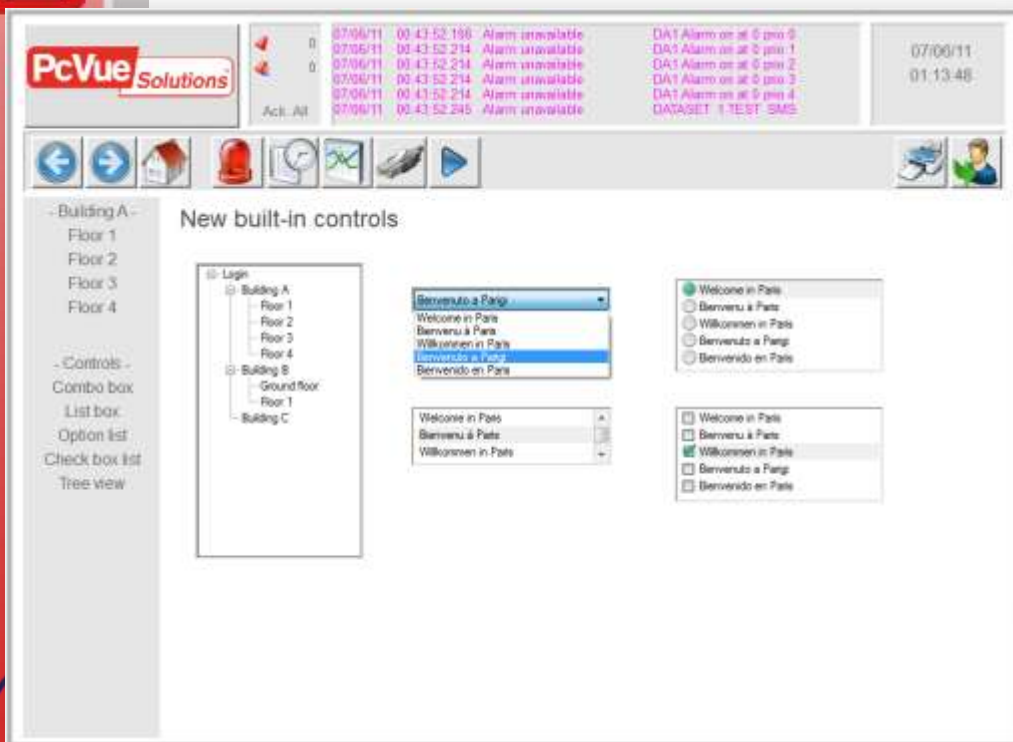 PcVue Solutions
0
0
Ack. All
07/06/11 00:43:52.198 Alarm unavailable DA1 Alarm on at 0 prio 0
07/06/11 00:43:52.214 Alarm unavailable DA1 Alarm on at 0 prio 1
07/06/11 00:43:52.214 Alarm unavailable DA1 Alarm on at 0 prio 2
07/06/11 00:43:52.214 Alarm unavailable DA1 Alarm on at 0 prio 3
07/06/11 00:43:52.214 Alarm unavailable DA1 Alarm on at 0 prio 4
07/06/11 00:43:52.245 Alarm unavailable DATASET 1.TEST SMS
07/06/11
01:13:48
- Building A -
Floor 1
Floor 2
Floor 3
Floor 4
- Controls -
Combo box
List box
Option list
Check box list
Tree view
New built-in controls
Login
Building A
Floor 1
Floor 2
Floor 3
Floor 4
Building B
Ground floor
Floor 1
Building C
Benvenuto a Parigi
Welcome in Paris
Bienvenu à Paris
Willkommen in Paris
Benvenuto a Parigi
Bienvenido en Paris
Welcome in Paris
Bienvenu à Paris
Willkommen in Paris
Welcome in Paris
Bienvenu à Paris
Willkommen in Paris
Benvenuto a Parigi
Bienvenido en Paris
Welcome in Paris
Bienvenu à Paris
Willkommen in Paris
Benvenuto a Parigi
Bienvenido en Paris